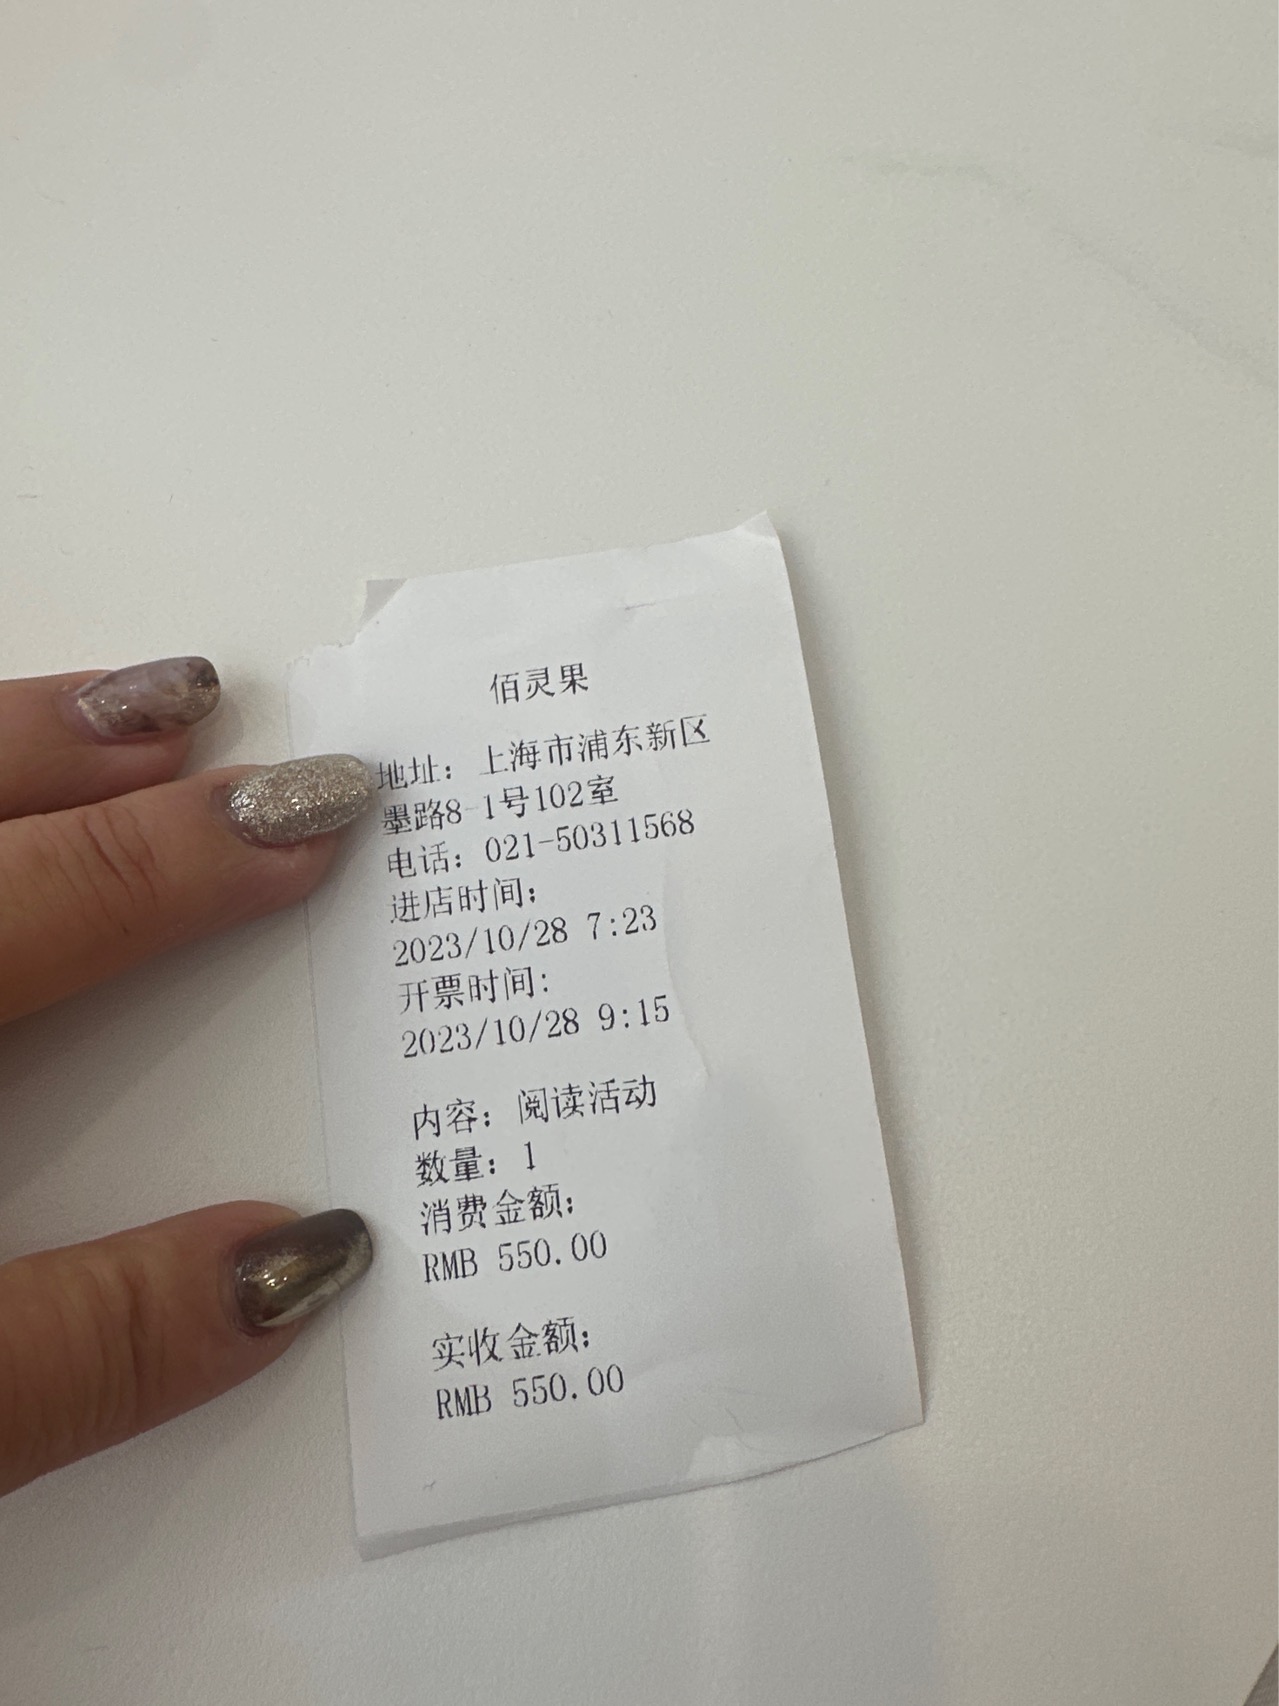 佰灵果
地址：上海市浦东新区
墨路8-1号102室
电话：021-50311568
进店时间：
2023/10/28 7:23
开票时间：
2023/10/28 9:15
内容：阅读活动
数量：1
消费金额：
RMB 550.00
实收金额：
RMB 550.00